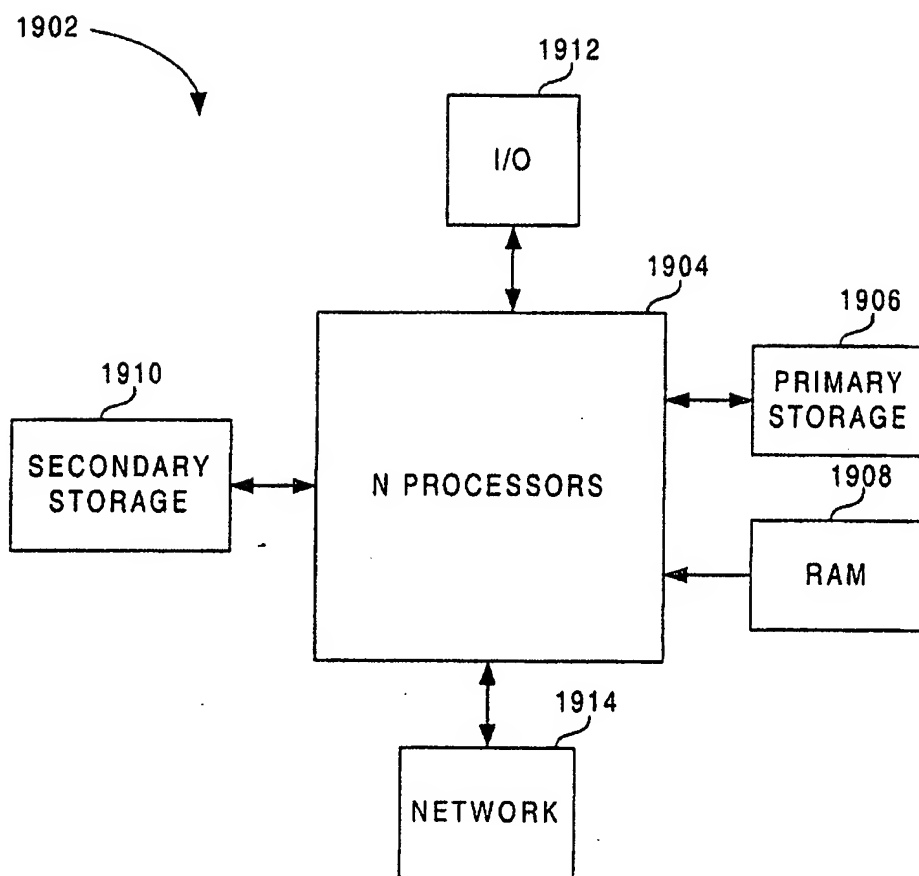 1902
1912
I/O
1904
1906
PRIMARY
STORAGE
1910
SECONDARY
STORAGE
N PROCESSORS
1908
RAM
1914
NETWORK